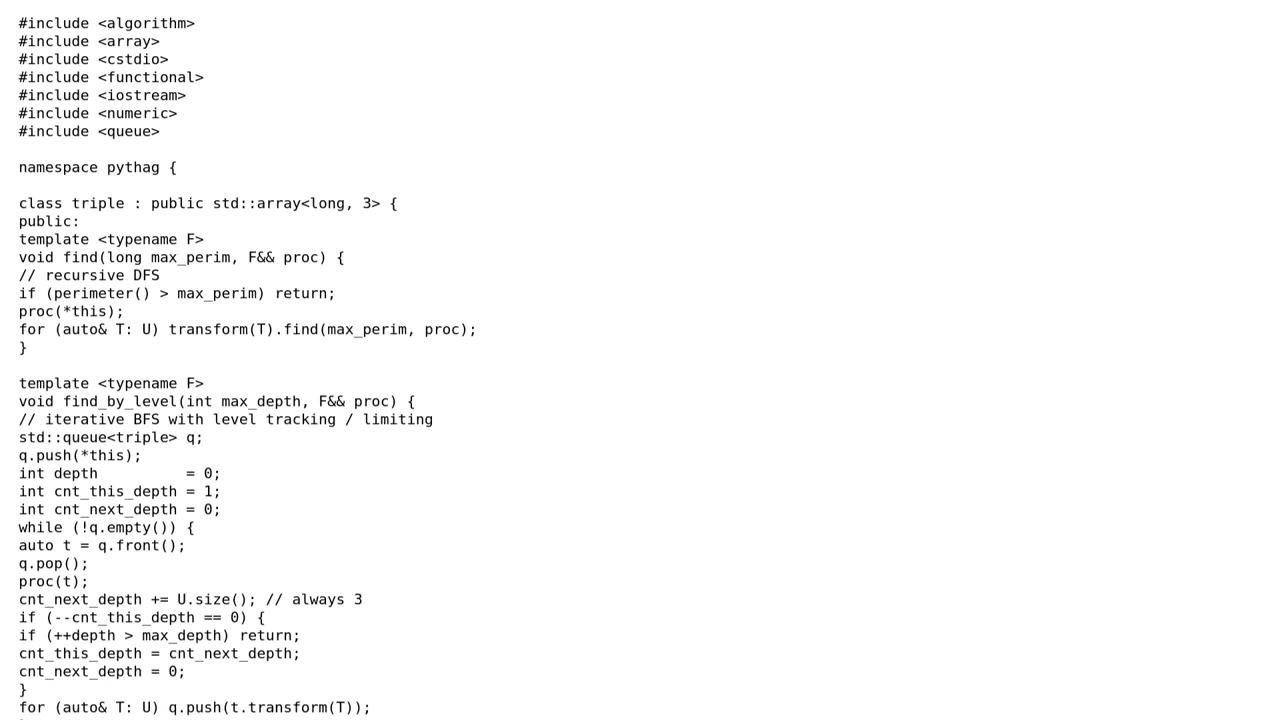 #include <algorithm>
#include <array>
#include <cstdio>
#include <functional>
#include <iostream>
#include <numeric>
#include <queue>

namespace pythag {

class triple : public std::array<long, 3> {
public:
template <typename F>
void find(long max_perim, F&& proc) {
// recursive DFS
if (perimeter() > max_perim) return;
proc(*this);
for (auto& T: U) transform(T).find(max_perim, proc);
}

template <typename F>
void find_by_level(int max_depth, F&& proc) {
// iterative BFS with level tracking / limiting
std::queue<triple> q;
q.push(*this);
int depth          = 0;
int cnt_this_depth = 1;
int cnt_next_depth = 0;
while (!q.empty()) {
auto t = q.front();
q.pop();
proc(t);
cnt_next_depth += U.size(); // always 3
if (--cnt_this_depth == 0) {
if (++depth > max_depth) return;
cnt_this_depth = cnt_next_depth;
cnt_next_depth = 0;
}
for (auto& T: U) q.push(t.transform(T));